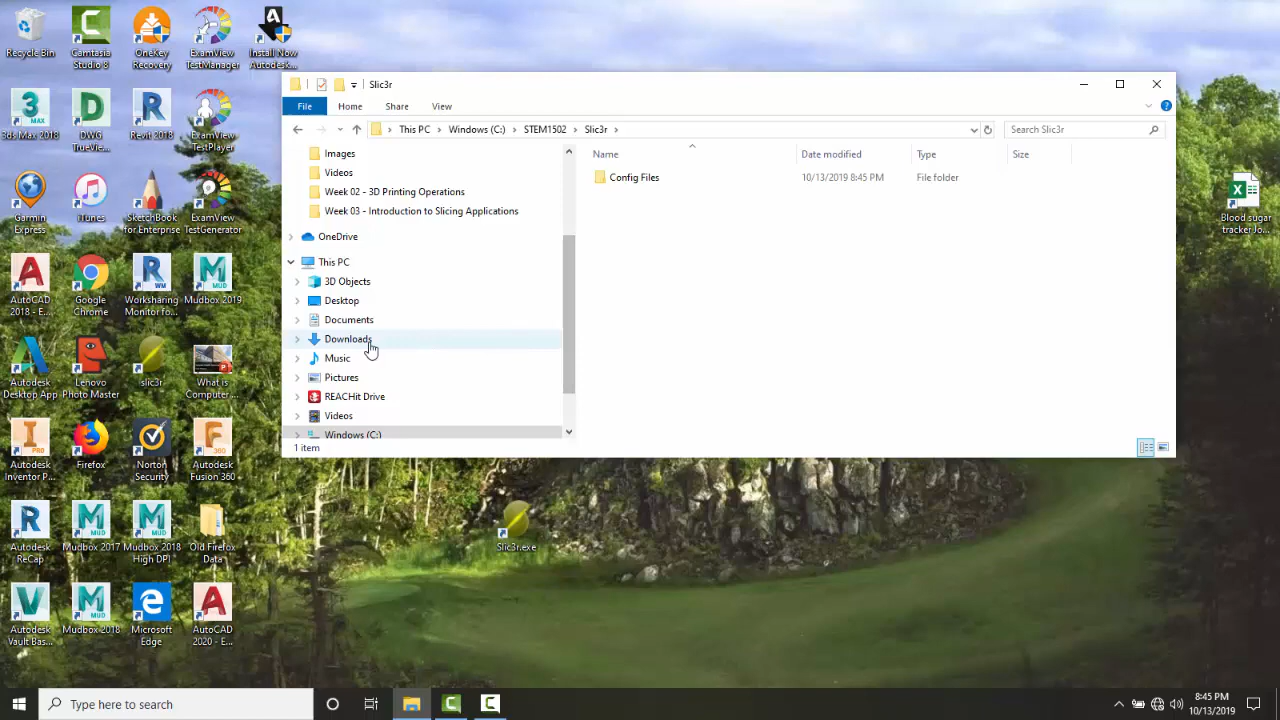 Recycle Bin
Camtasia
Studio 8
OneKey
Recovery
ExamView
TestManager
Install Now
Autodesk...
3ds Max 2018
DWG
TrueVie...
Revit 2018
ExamView
TestPlayer
Garmin
Express
iTunes
SketchBook
for Enterprise
ExamView
TestGenerator
AutoCAD
2018 - E...
Google
Chrome
Worksharing
Monitor fo...
Mudbox 2019
Autodesk
Desktop App
Lenovo
Photo Master
slic3r
What is
Computer ...
Autodesk
Inventor P...
Firefox
Norton
Security
Autodesk
Fusion 360
Autodesk
ReCap
Mudbox 2017
Mudbox 2018
High DPI
Old Firefox
Data
Autodesk
Vault Bas...
Mudbox 2018
Microsoft
Edge
AutoCAD
2020 - E...
Slic3r
File
Home
Share
View
This PC
Windows (C:)
STEM1502
Slic3r
Search Slic3r
Images
Videos
Week 02 - 3D Printing Operations
Week 03 - Introduction to Slicing Applications
OneDrive
This PC
3D Objects
Desktop
Documents
Downloads
Music
Pictures
REACHit Drive
Videos
Windows (C:)
Name
Date modified
Type
Size
Config Files
10/13/2019 8:45 PM
File folder
1 item
Slic3r.exe
Blood sugar
tracker Jo...
Type here to search
8:45 PM
10/13/2019